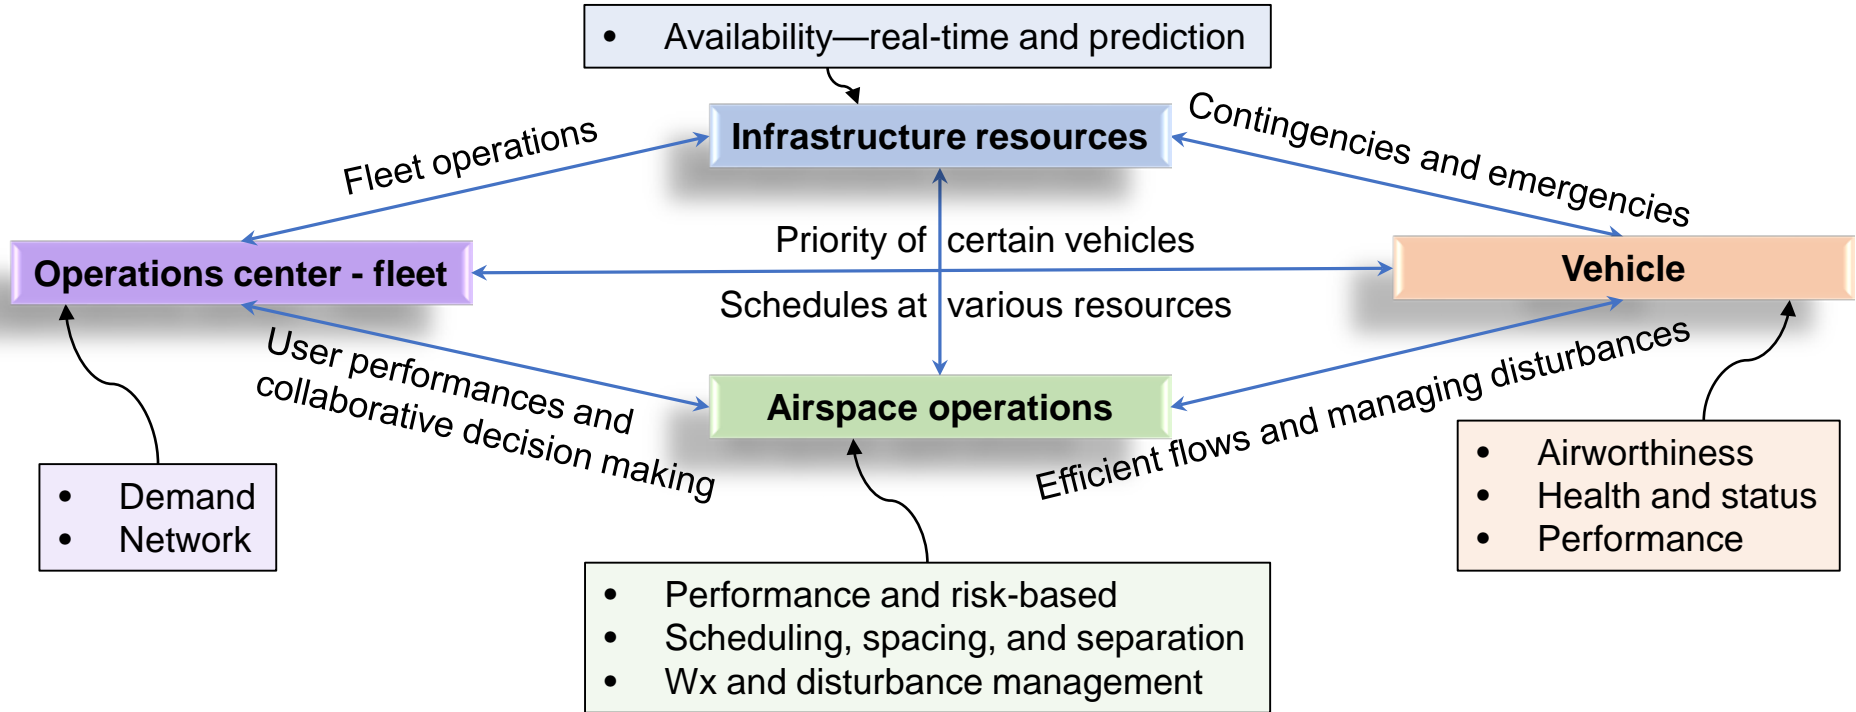 • Availability—real-time and prediction
Infrastructure resources
Fleet operations
Contingencies and emergencies
Priority of certain vehicles
Operations center - fleet
Vehicle
Schedules at various resources
User performances and
collaborative decision making
Airspace operations
Efficient flows and managing disturbances
• Demand
• Network
• Airworthiness
• Health and status
• Performance
• Performance and risk-based
• Scheduling, spacing, and separation
• Wx and disturbance management